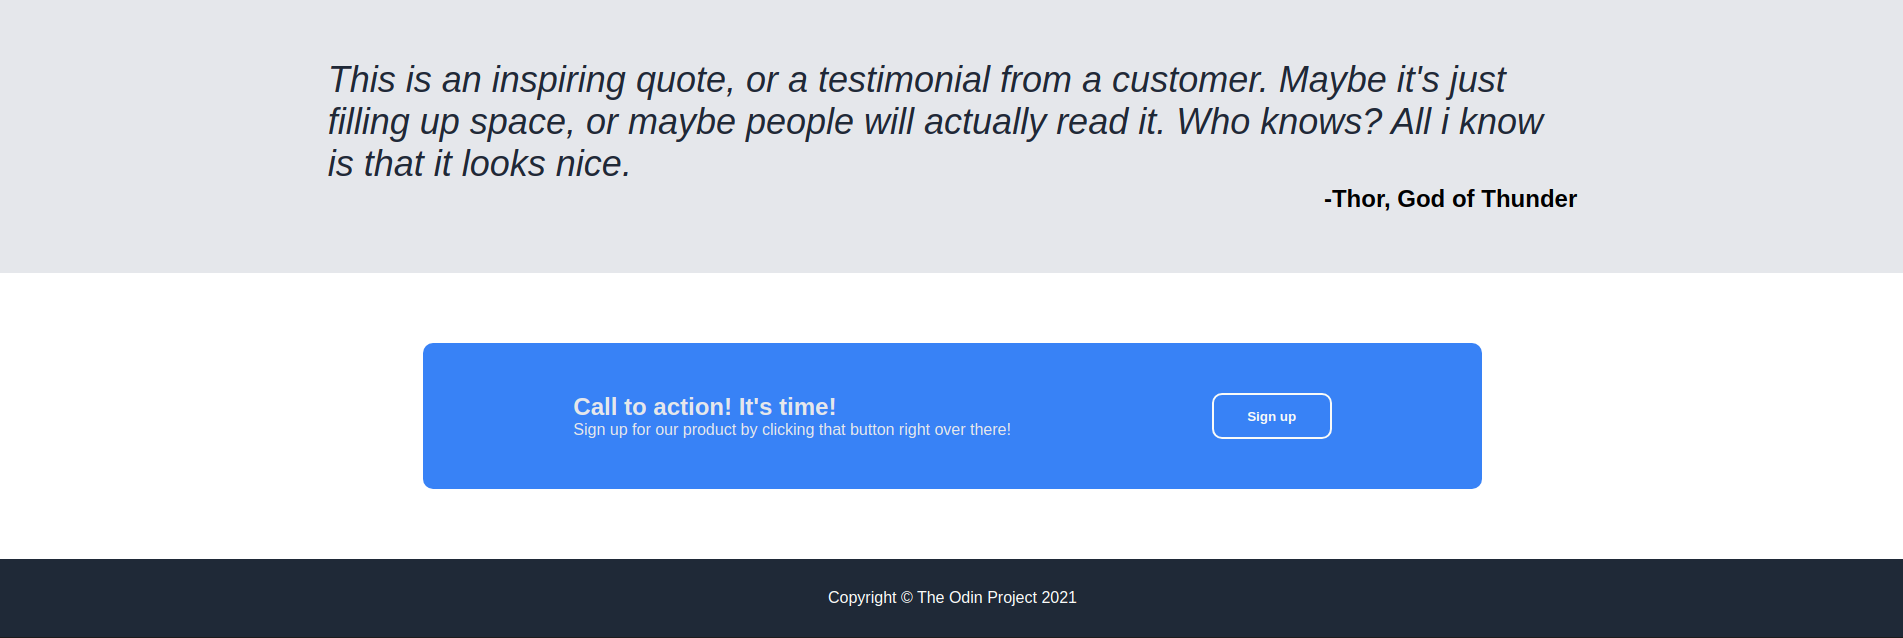 This is an inspiring quote, or a testimonial from a customer. Maybe it's just
filling up space, or maybe people will actually read it. Who knows? All i know
is that it looks nice.
-Thor, God of Thunder
Call to action! It's time!
Sign up for our product by clicking that button right over there!
Sign up
Copyright © The Odin Project 2021